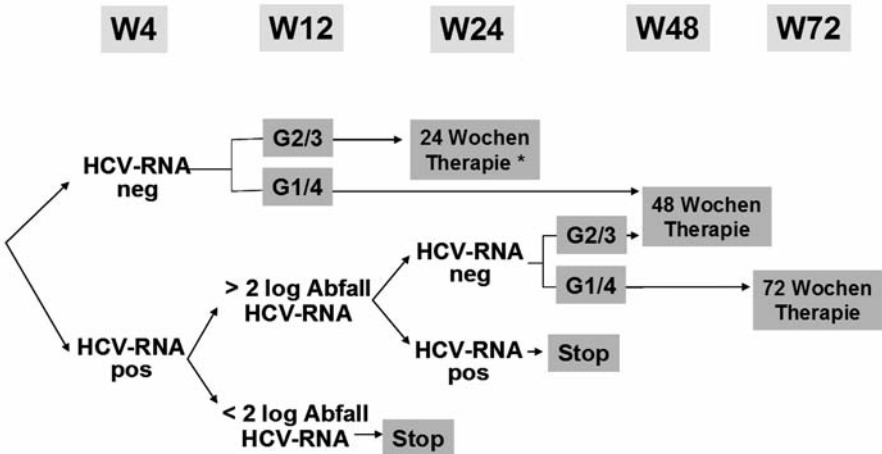 W4 W12 W24 W48 W72
G2/3
24 Wochen
Therapie *
HCV-RNA
neg
G1/4
48 Wochen
Therapie
HCV-RNA
neg
G2/3
> 2 log Abfall
HCV-RNA
G1/4
72 Wochen
Therapie
HCV-RNA
pos
HCV-RNA
pos
Stop
< 2 log Abfall
HCV-RNA
Stop